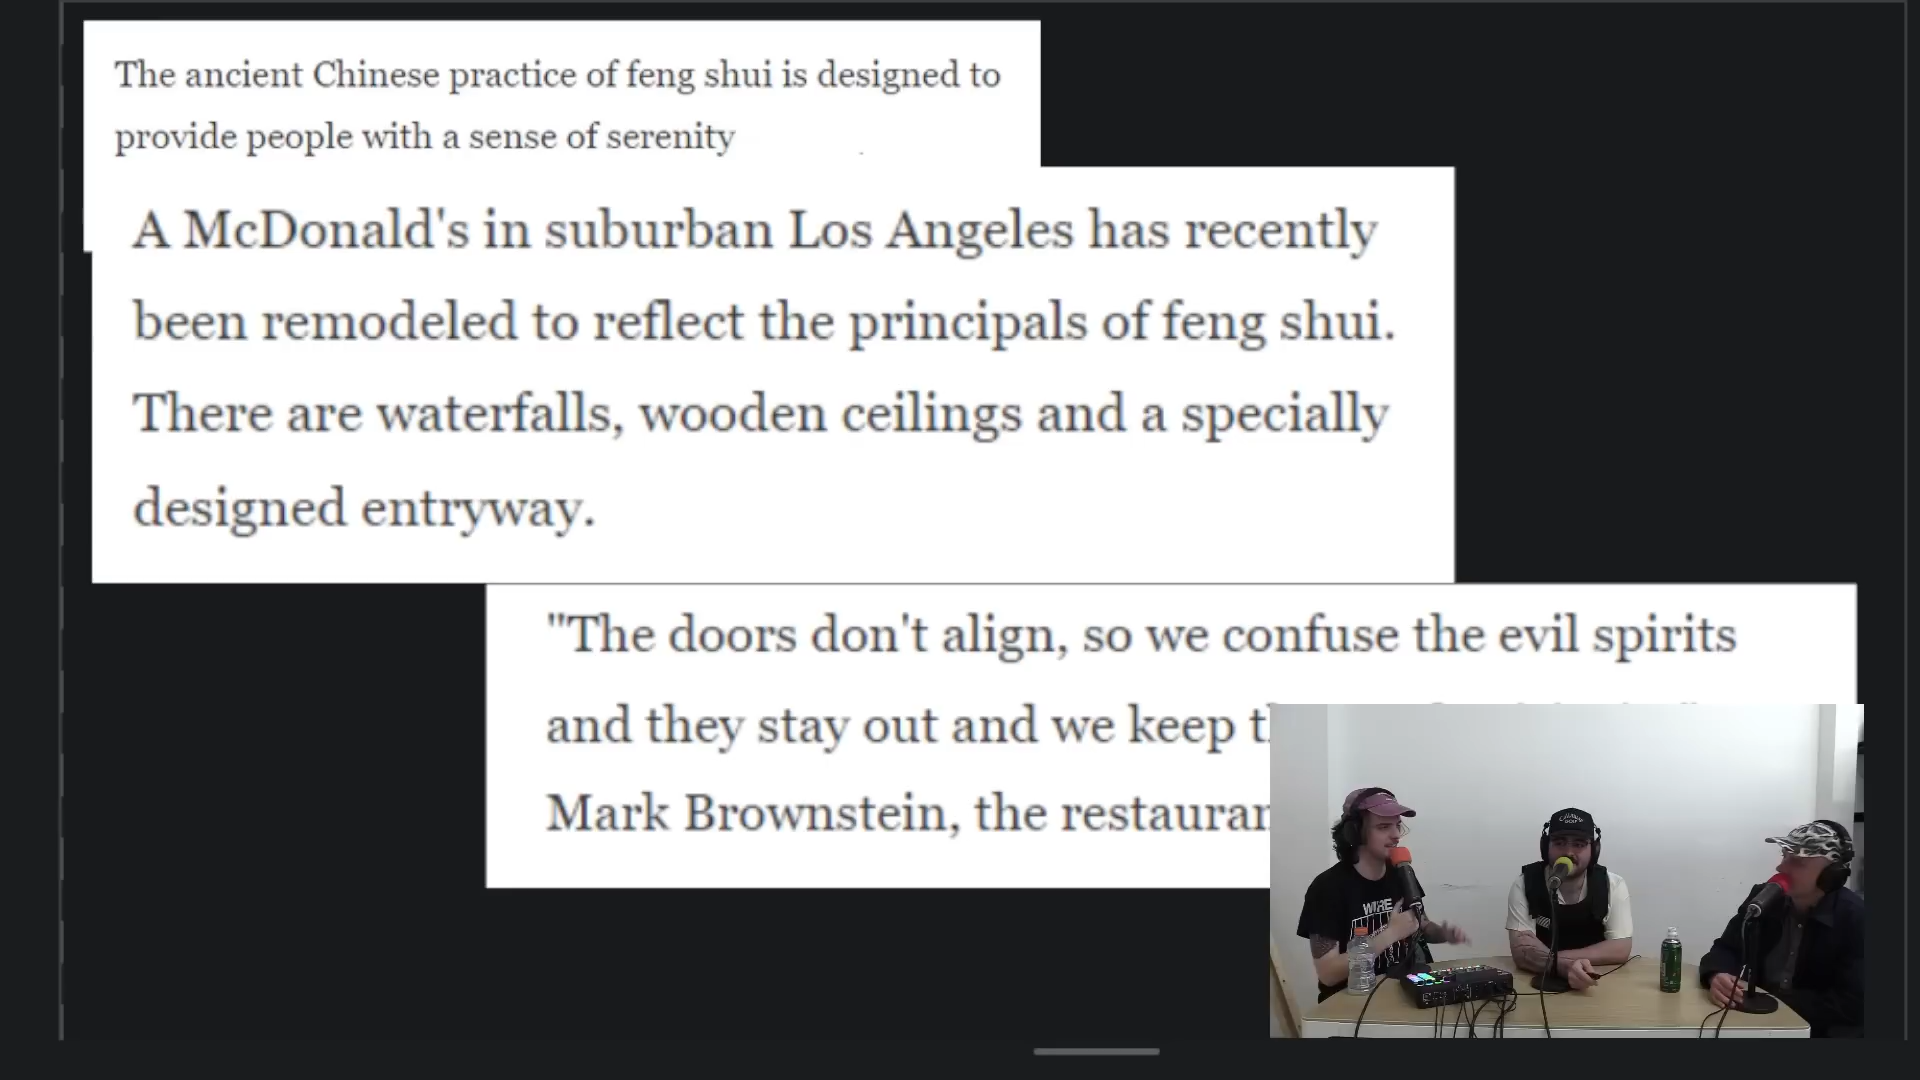 The ancient Chinese practice of feng shui is designed to
provide people with a sense of serenity
A McDonald's in suburban Los Angeles has recently
been remodeled to reflect the principals of feng shui.
There are waterfalls, wooden ceilings and a specially
designed entryway.
"The doors don't align, so we confuse the evil spirits
and they stay out and we keep
Mark Brownstein, the
WIRE